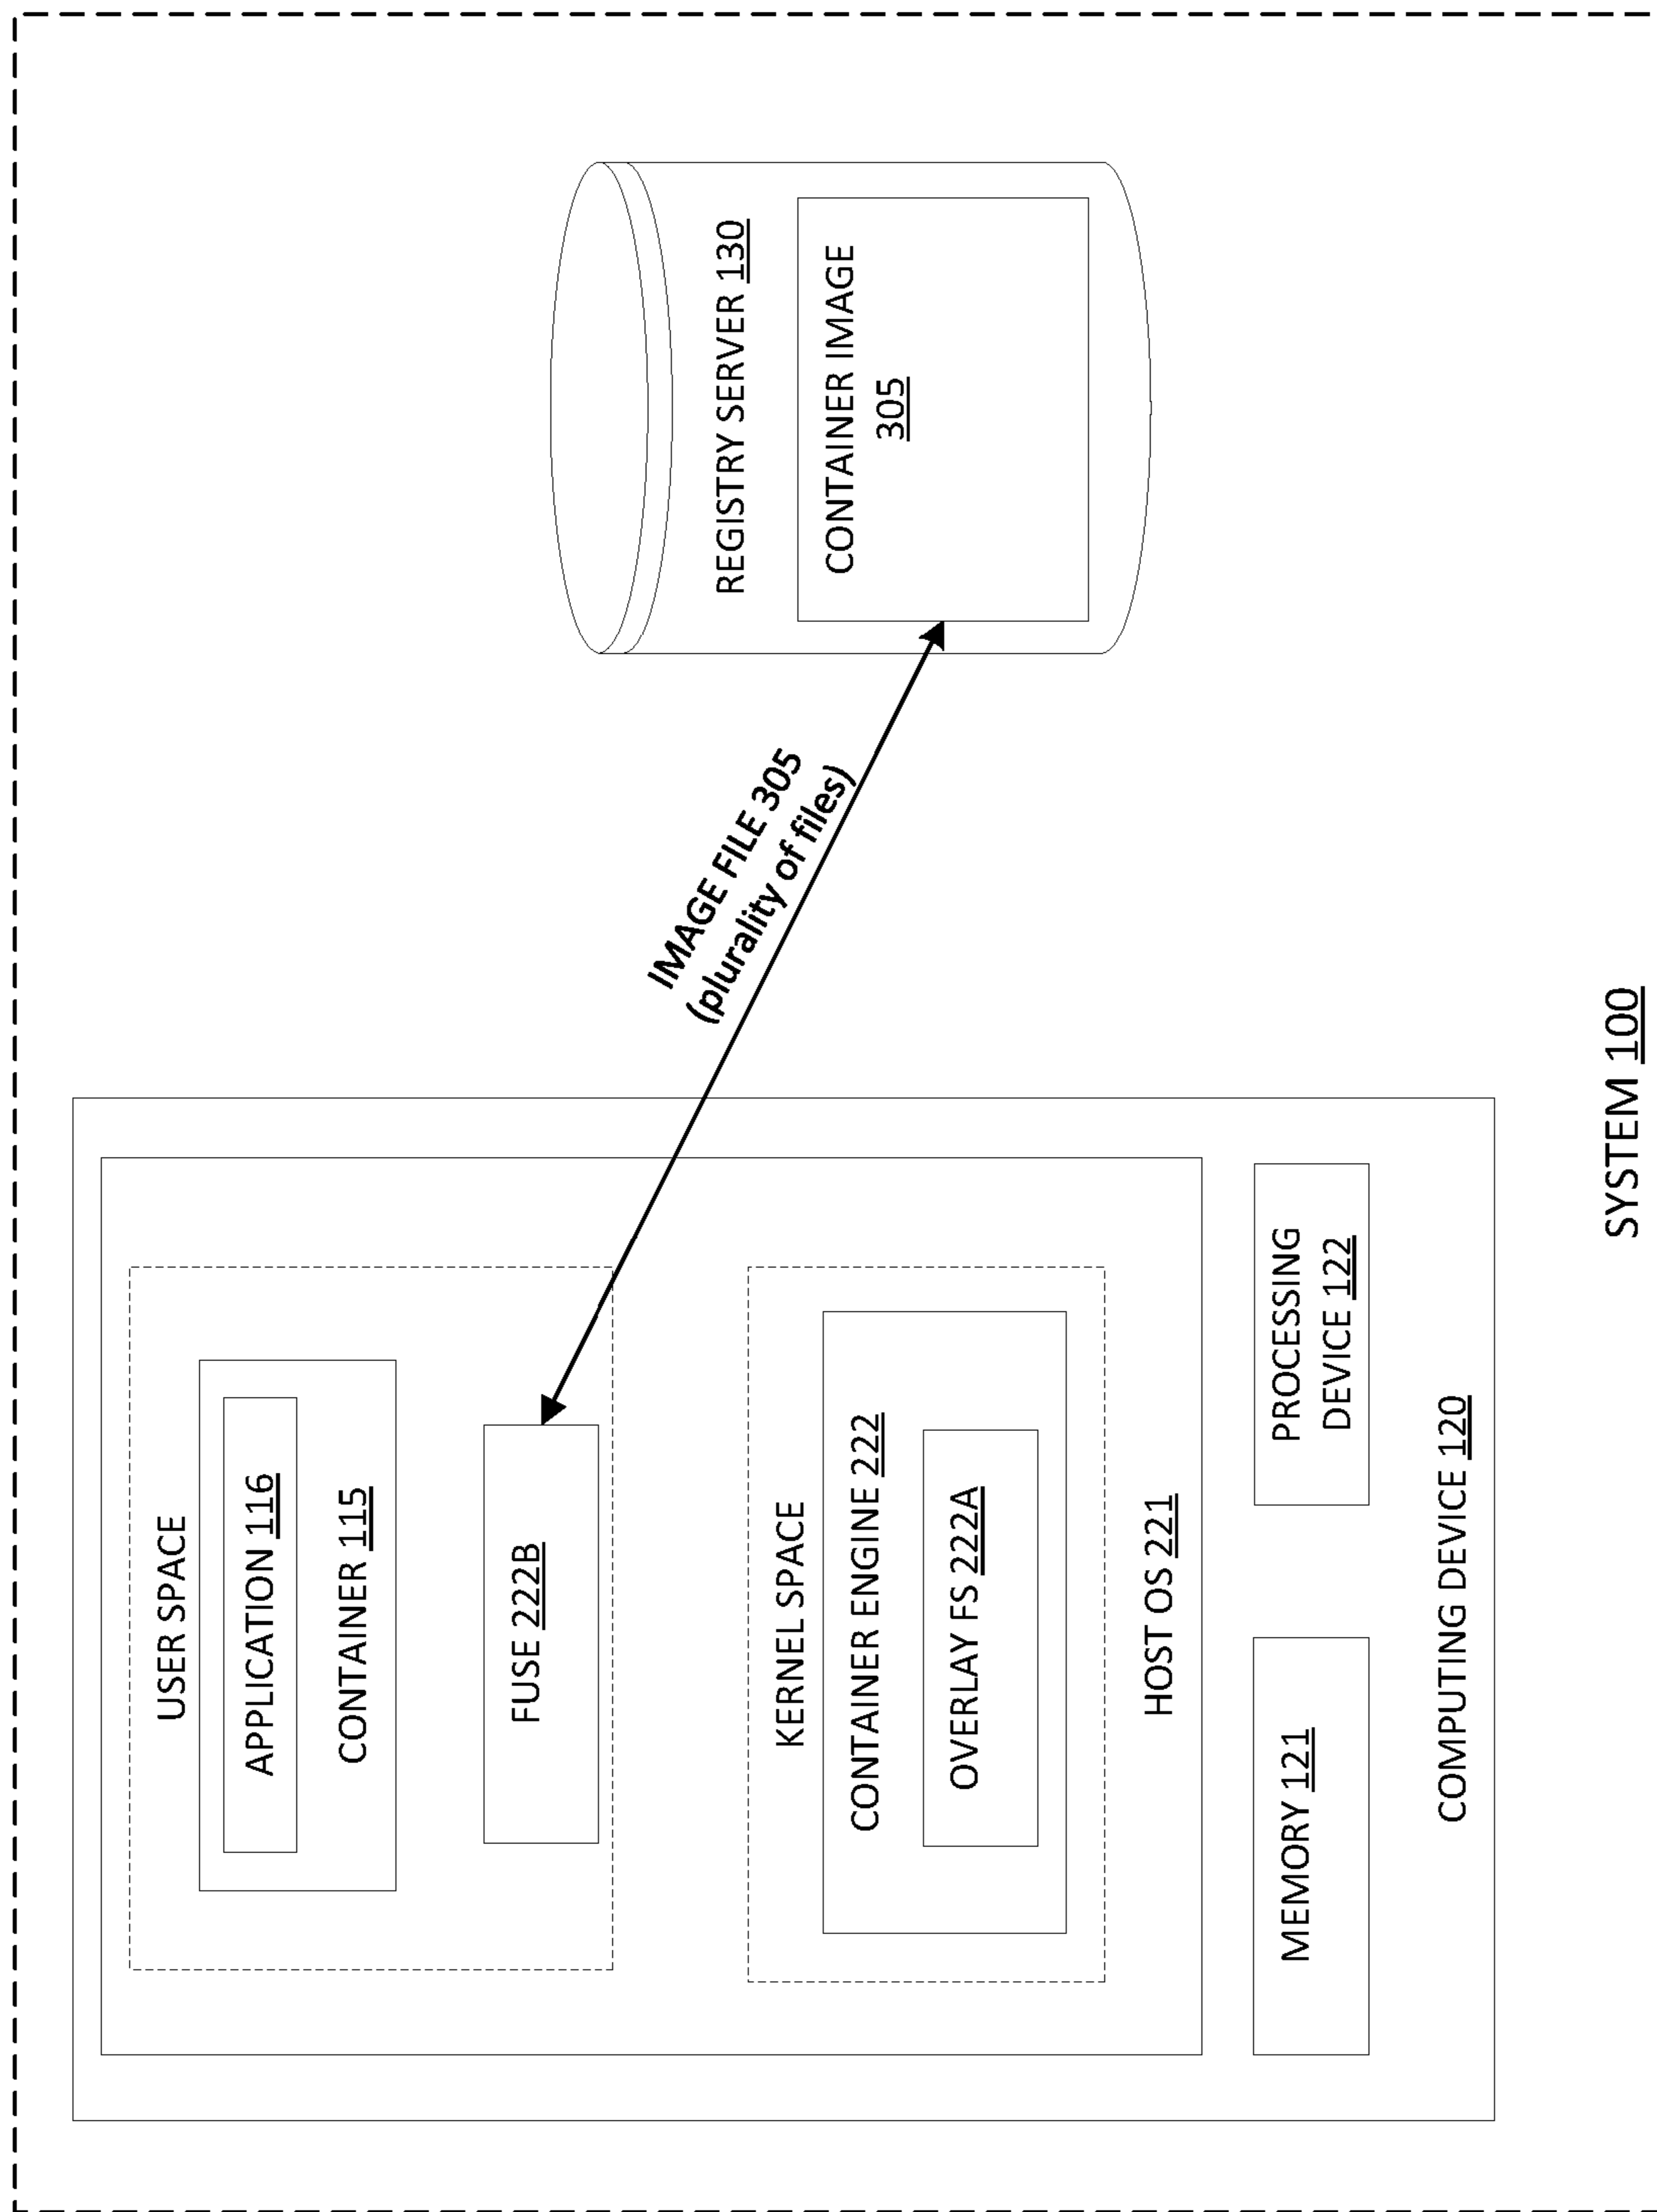 USER SPACE
APPLICATION 116
CONTAINER 115
FUSE 222B
KERNEL SPACE
CONTAINER ENGINE 222
OVERLAY FS 222A
HOST OS 221
MEMORY 121
PROCESSING
DEVICE 122
COMPUTING DEVICE 120
IMAGE FILE 305
(plurality of files)
REGISTRY SERVER 130
CONTAINER IMAGE
305
SYSTEM 100